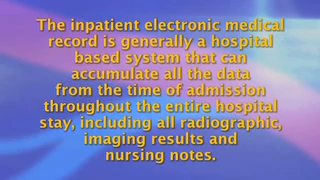 The inpatient electronic medical
record is generally a hospital
based system that can
accumulate all the data
from the time of admission
throughout the entire hospital
stay, including all radiographic,
imaging results and
nursing notes.